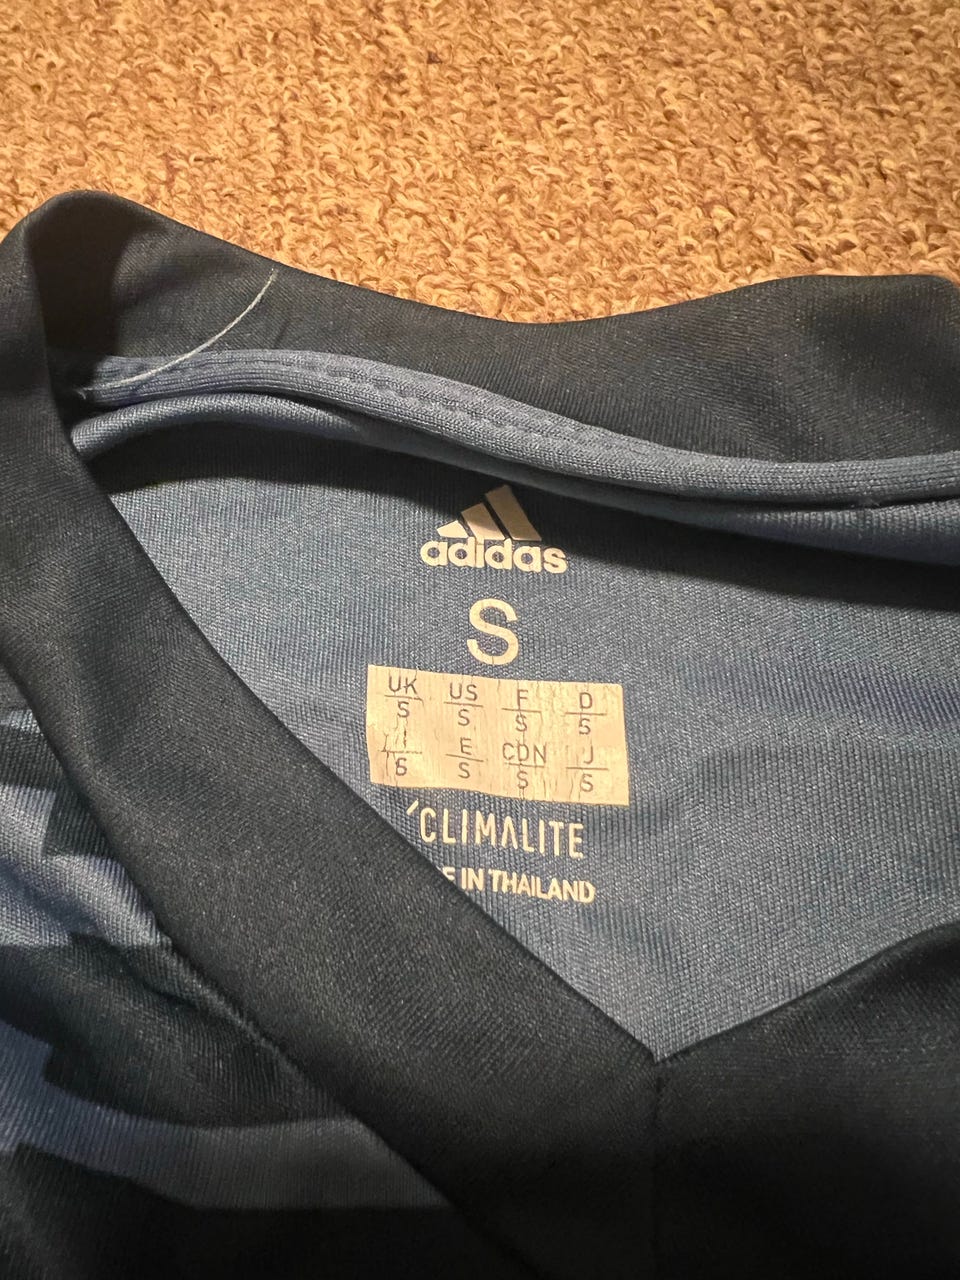 adidas
S
UK US F D
S S S S
I E CDN J
S S S S
CLIMALITE
IN THAILAND